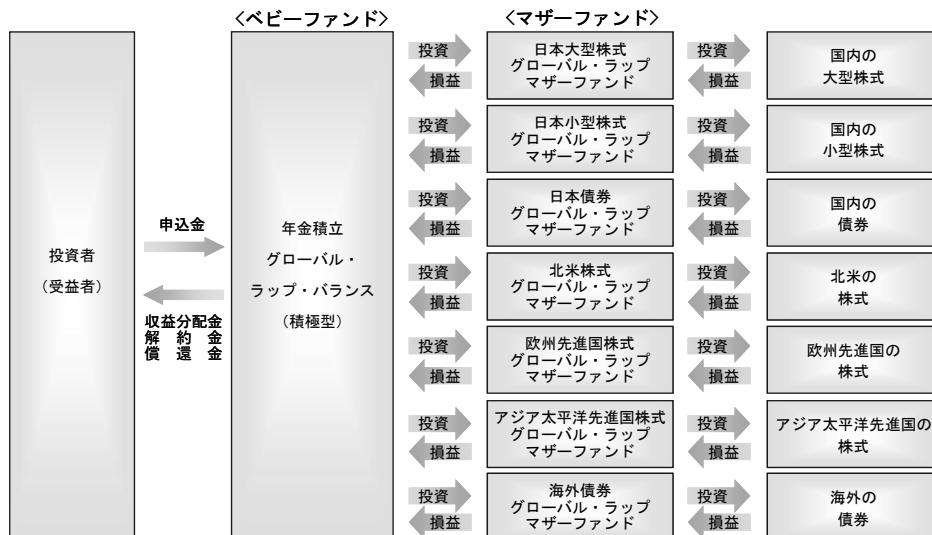 〈ベビーファンド〉
〈マザーファンド〉
投資者
（受益者）
申込金
収益分配金
解約金
償還金
年金積立
グローバル・
ラップ・バランス
（積極型）
投資
損益
日本大型株式
グローバル・ラップ
マザーファンド
投資
損益
国内の
大型株式
投資
損益
日本小型株式
グローバル・ラップ
マザーファンド
投資
損益
国内の
小型株式
投資
損益
日本債券
グローバル・ラップ
マザーファンド
投資
損益
国内の
債券
投資
損益
北米株式
グローバル・ラップ
マザーファンド
投資
損益
北米の
株式
投資
損益
欧州先進国株式
グローバル・ラップ
マザーファンド
投資
損益
欧州先進国の
株式
投資
損益
アジア太平洋先進国株式
グローバル・ラップ
マザーファンド
投資
損益
アジア太平洋先進国の
株式
投資
損益
海外債券
グローバル・ラップ
マザーファンド
投資
損益
海外の
債券